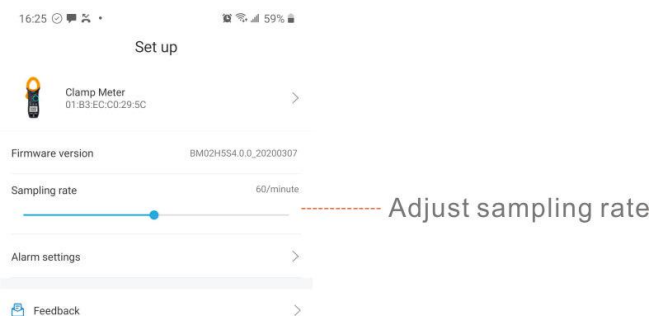 16:25 59%
Set up
Clamp Meter
01:B3:EC:C0:29:5C
Firmware version BM02H5S4.0.0_20200307
Sampling rate 60/minute
Adjust sampling rate
Alarm settings
Feedback